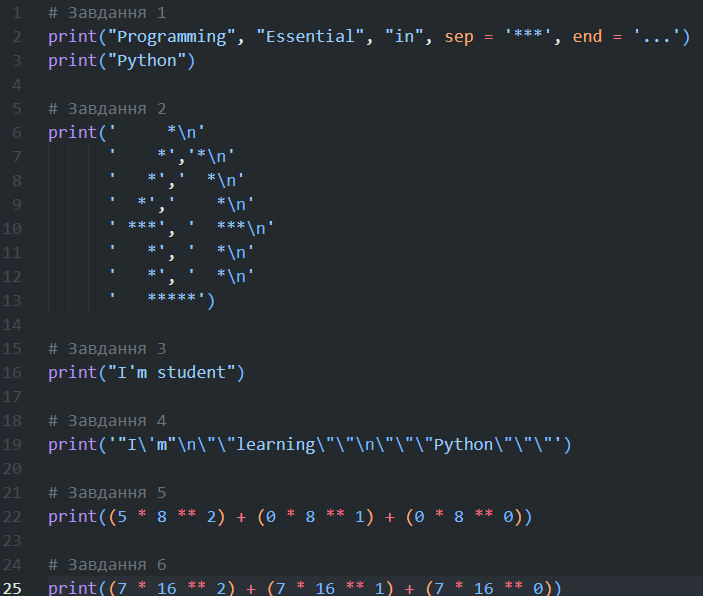 1 # Завдання 1
2 print("Programming", "Essential", "in", sep = '***', end = '...')
3 print("Python")
4
5 # Завдання 2
6 print('     *\n'
7       '    *','*\n'
8       '   *','  *\n'
9       '  *','    *\n'
10       ' ***', '  ***\n'
11       '   *', '  *\n'
12       '   *', '  *\n'
13       '   *****')
14
15 # Завдання 3
16 print("I'm student")
17
18 # Завдання 4
19 print('"I\'m"\n\"\"learning\"\"\n\"\"\"Python\"\"\"')
20
21 # Завдання 5
22 print((5 * 8 ** 2) + (0 * 8 ** 1) + (0 * 8 ** 0))
23
24 # Завдання 6
25 print((7 * 16 ** 2) + (7 * 16 ** 1) + (7 * 16 ** 0))